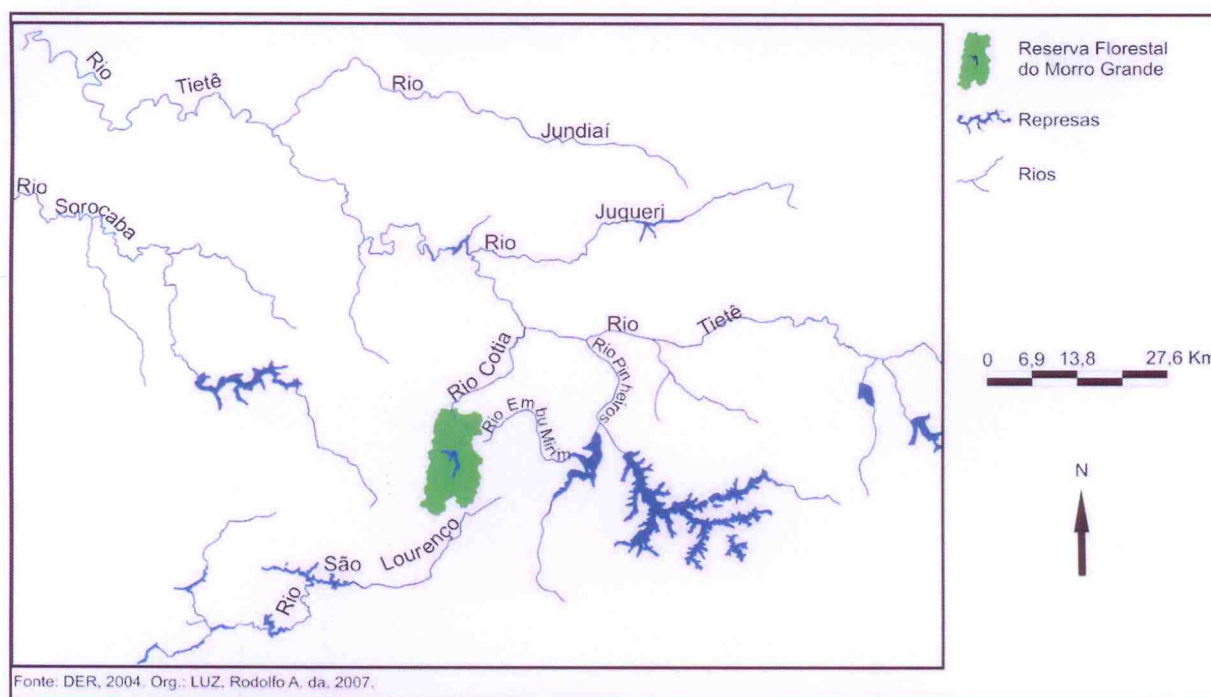 Rio
Tietê
Rio
Jundiaí
Rio
Sorocaba
Juqueri
Rio
Rio
Tietê
Rio Cotia
Rio Pinheiros
Rio Embu Mirim
São
Lourenço
Rio
Reserva Florestal
do Morro Grande
Represas
Rios
0 6,9 13,8 27,6 Km
N
Fonte: DER, 2004. Org.: LUZ, Rodolfo A. da, 2007.